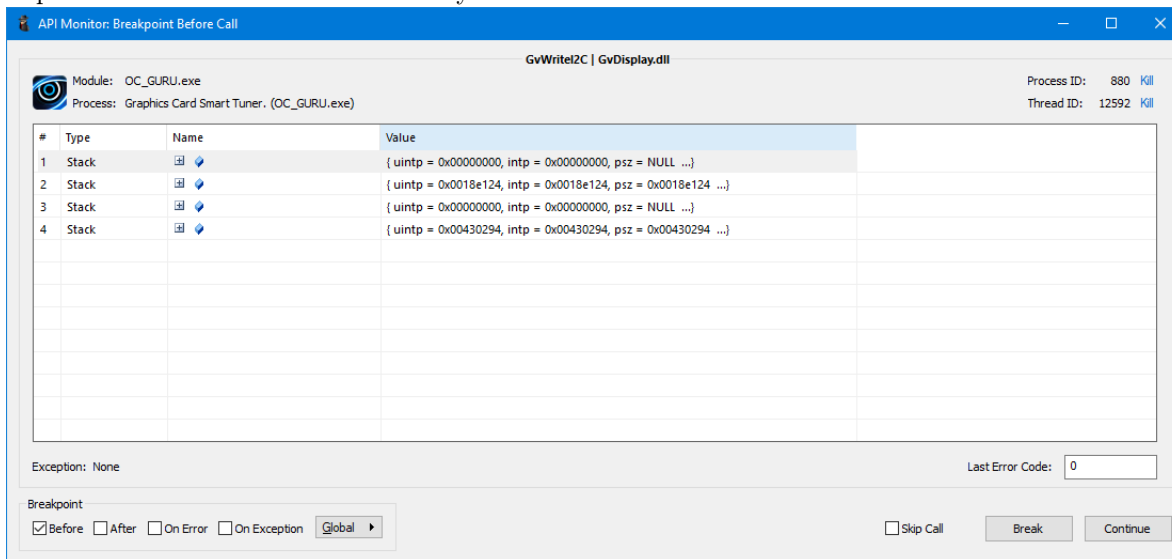 API Monitor: Breakpoint Before Call
GvWriteI2C | GvDisplay.dll
Module: OC_GURU.exe
Process ID: 880 Kill
Process: Graphics Card Smart Tuner. (OC_GURU.exe)
Thread ID: 12592 Kill
# Type Name Value
1 Stack { uintp = 0x00000000, intp = 0x00000000, psz = NULL ...}
2 Stack { uintp = 0x0018e124, intp = 0x0018e124, psz = 0x0018e124 ...}
3 Stack { uintp = 0x00000000, intp = 0x00000000, psz = NULL ...}
4 Stack { uintp = 0x00430294, intp = 0x00430294, psz = 0x00430294 ...}
Exception: None
Last Error Code: 0
Breakpoint
Before After On Error On Exception Global
Skip Call Break Continue